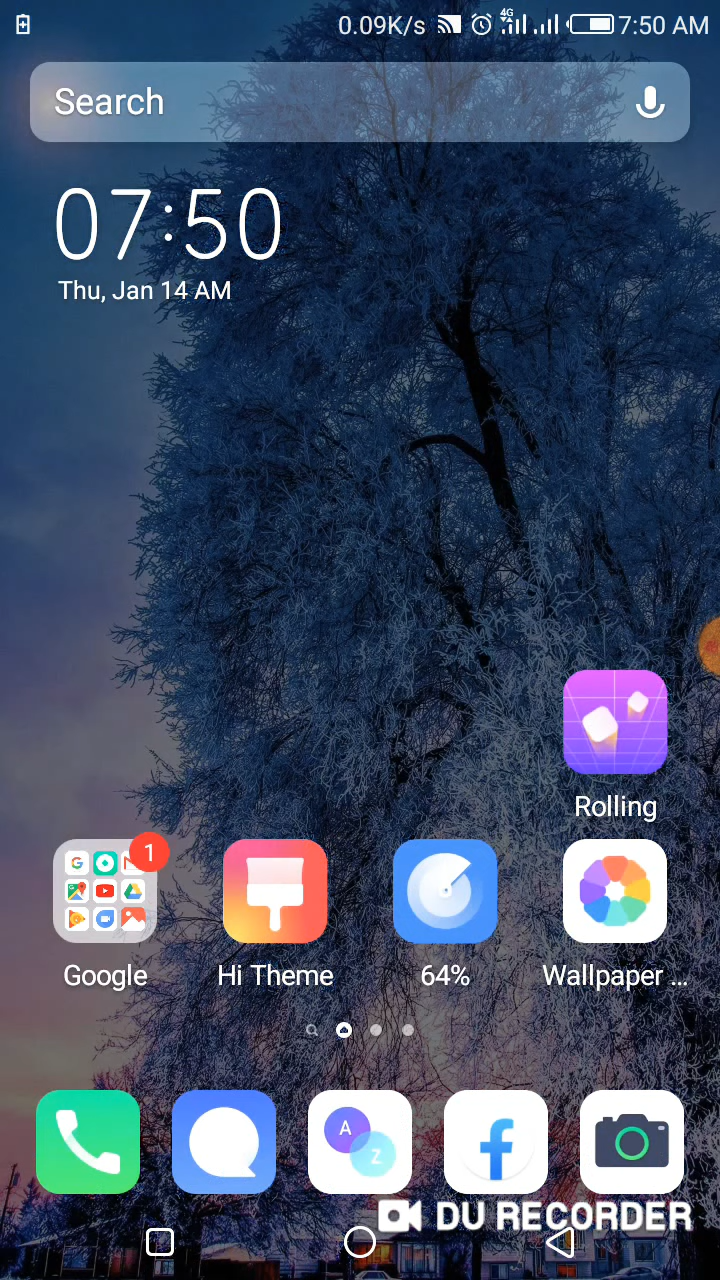 0.09K/s 4G 7:50 AM
Search
07:50
Thu, Jan 14 AM
Rolling
1
Google Hi Theme 64% Wallpaper ...
A Z
DU RECORDER